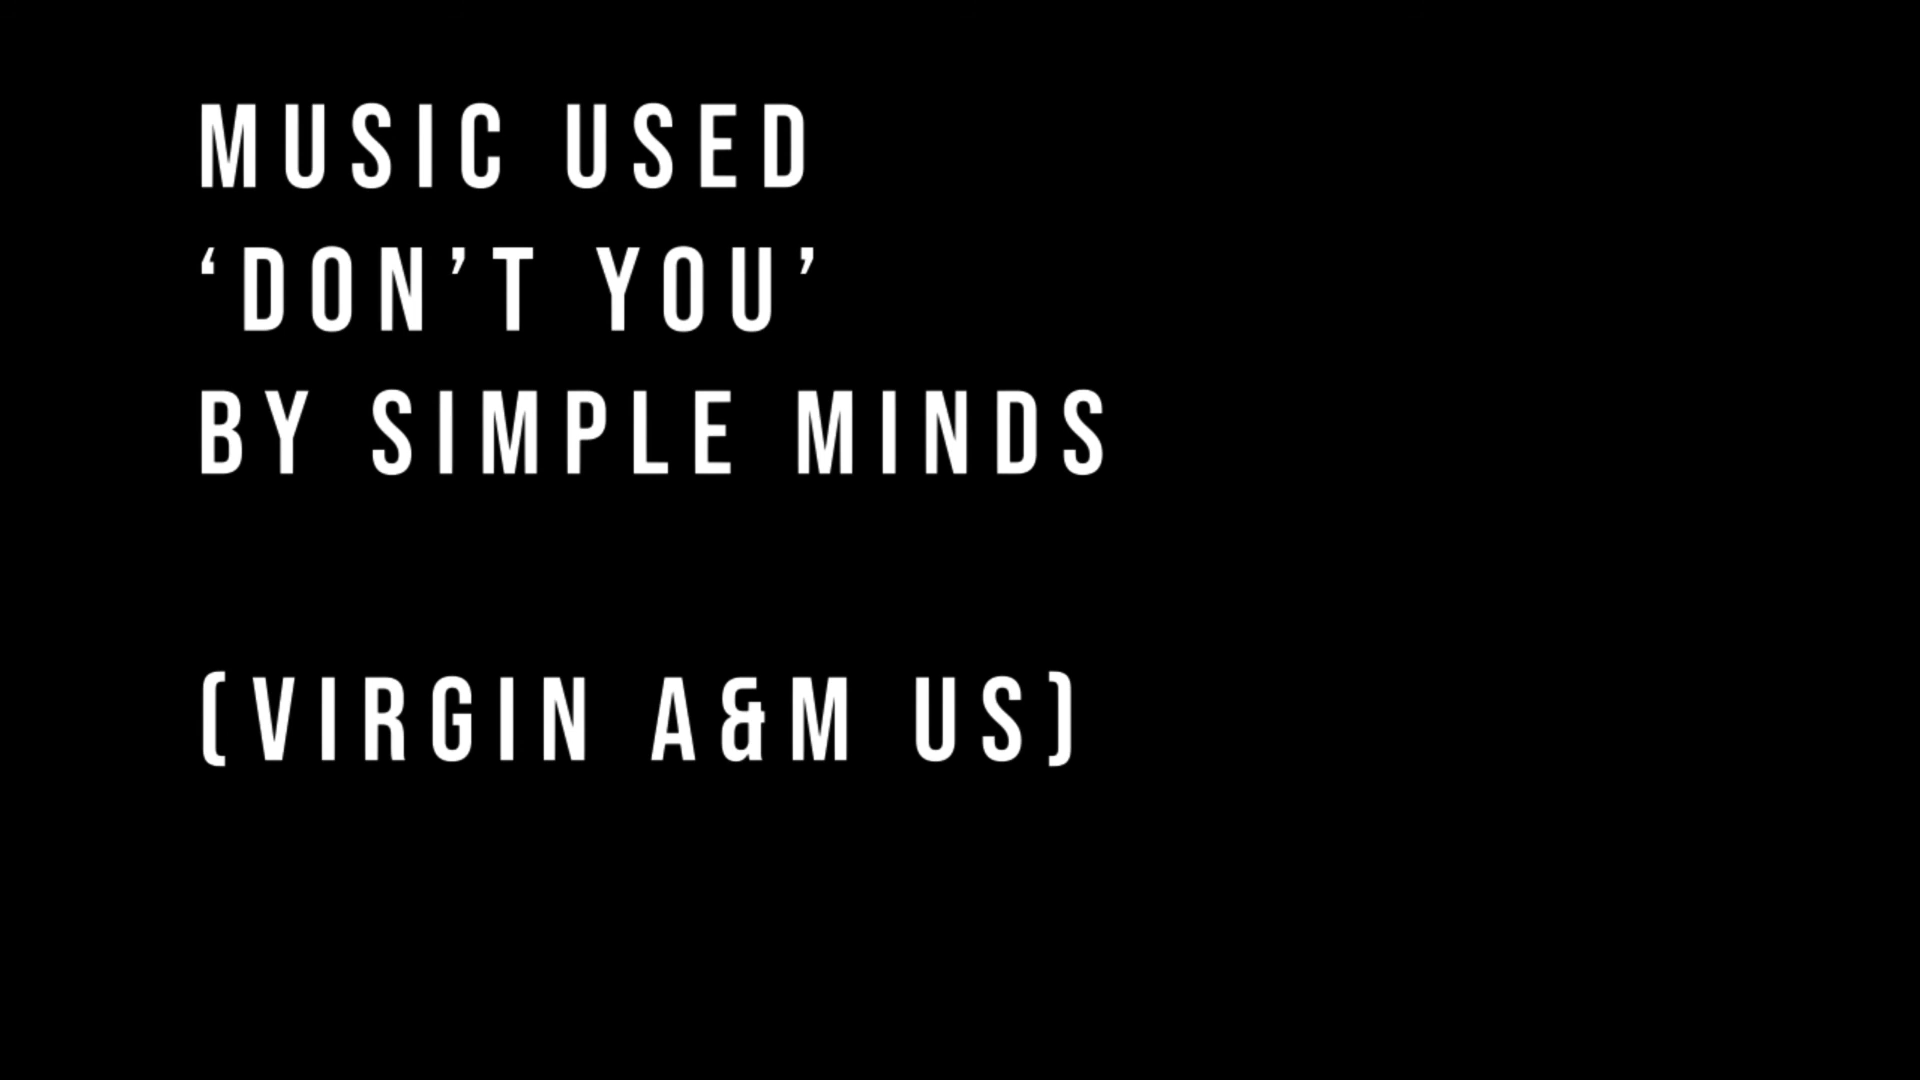 MUSIC USED
‘DON’T YOU’
BY SIMPLE MINDS
(VIRGIN A&M US)